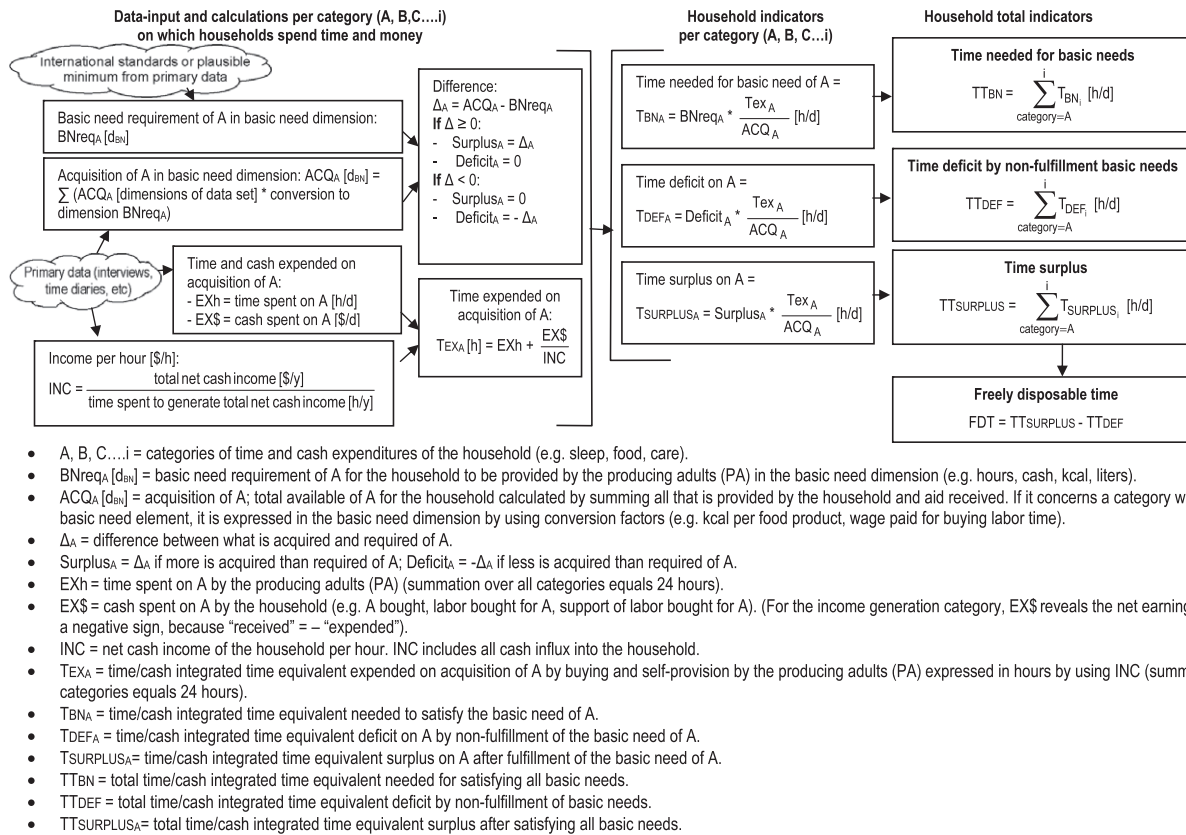 Data-input and calculations per category (A, B,C….i)
on which households spend time and money
Household indicators
per category (A, B, C…i)
Household total indicators
International standards or plausible
minimum from primary data
Basic need requirement of A in basic need dimension:
BNreqA [dBN]
Acquisition of A in basic need dimension: ACQA [dBN] =
∑ (ACQA [dimensions of data set] * conversion to
dimension BNreqA)
Primary data (interviews,
time diaries, etc)
Time and cash expended on
acquisition of A:
- EXh = time spent on A [h/d]
- EX$ = cash spent on A [$/d]
Income per hour [$/h]:
INC = total net cash income [$/y]
time spent to generate total net cash income [h/y]
Difference:
ΔA = ACQA - BNreqA
If Δ ≥ 0:
- SurplusA = ΔA
- DeficitA = 0
If Δ < 0:
- SurplusA = 0
- DeficitA = - ΔA
Time expended on
acquisition of A:
TEXA [h] = EXh + EX$
INC
Time needed for basic need of A =
TBNA = BNreqA * TexA [h/d]
ACQA
Time deficit on A =
TDEFA = DeficitA * TexA [h/d]
ACQA
Time surplus on A =
TSURPLUSA = SurplusA * TexA [h/d]
ACQA
Time needed for basic needs
i
TTBN = ∑ TBNi [h/d]
category=A
Time deficit by non-fulfillment basic needs
i
TTDEF = ∑ TDEFi [h/d]
category=A
Time surplus
i
TTSURPLUS = ∑ TSURPLUSi [h/d]
category=A
Freely disposable time
FDT = TTSURPLUS - TTDEF
• A, B, C….i = categories of time and cash expenditures of the household (e.g. sleep, food, care).
• BNreqA [dBN] = basic need requirement of A for the household to be provided by the producing adults (PA) in the basic need dimension (e.g. hours, cash, kcal, liters).
• ACQA [dBN] = acquisition of A; total available of A for the household calculated by summing all that is provided by the household and aid received. If it concerns a category w
basic need element, it is expressed in the basic need dimension by using conversion factors (e.g. kcal per food product, wage paid for buying labor time).
• ΔA = difference between what is acquired and required of A.
• SurplusA = ΔA if more is acquired than required of A; DeficitA = -ΔA if less is acquired than required of A.
• EXh = time spent on A by the producing adults (PA) (summation over all categories equals 24 hours).
• EX$ = cash spent on A by the household (e.g. A bought, labor bought for A, support of labor bought for A). (For the income generation category, EX$ reveals the net earning
a negative sign, because “received” = – “expended”).
• INC = net cash income of the household per hour. INC includes all cash influx into the household.
• TEXA = time/cash integrated time equivalent expended on acquisition of A by buying and self-provision by the producing adults (PA) expressed in hours by using INC (summ
categories equals 24 hours).
• TBNA = time/cash integrated time equivalent needed to satisfy the basic need of A.
• TDEFA = time/cash integrated time equivalent deficit on A by non-fulfillment of the basic need of A.
• TSURPLUSA= time/cash integrated time equivalent surplus on A after fulfillment of the basic need of A.
• TTBN = total time/cash integrated time equivalent needed for satisfying all basic needs.
• TTDEF = total time/cash integrated time equivalent deficit by non-fulfillment of basic needs.
• TTSURPLUSA= total time/cash integrated time equivalent surplus after satisfying all basic needs.